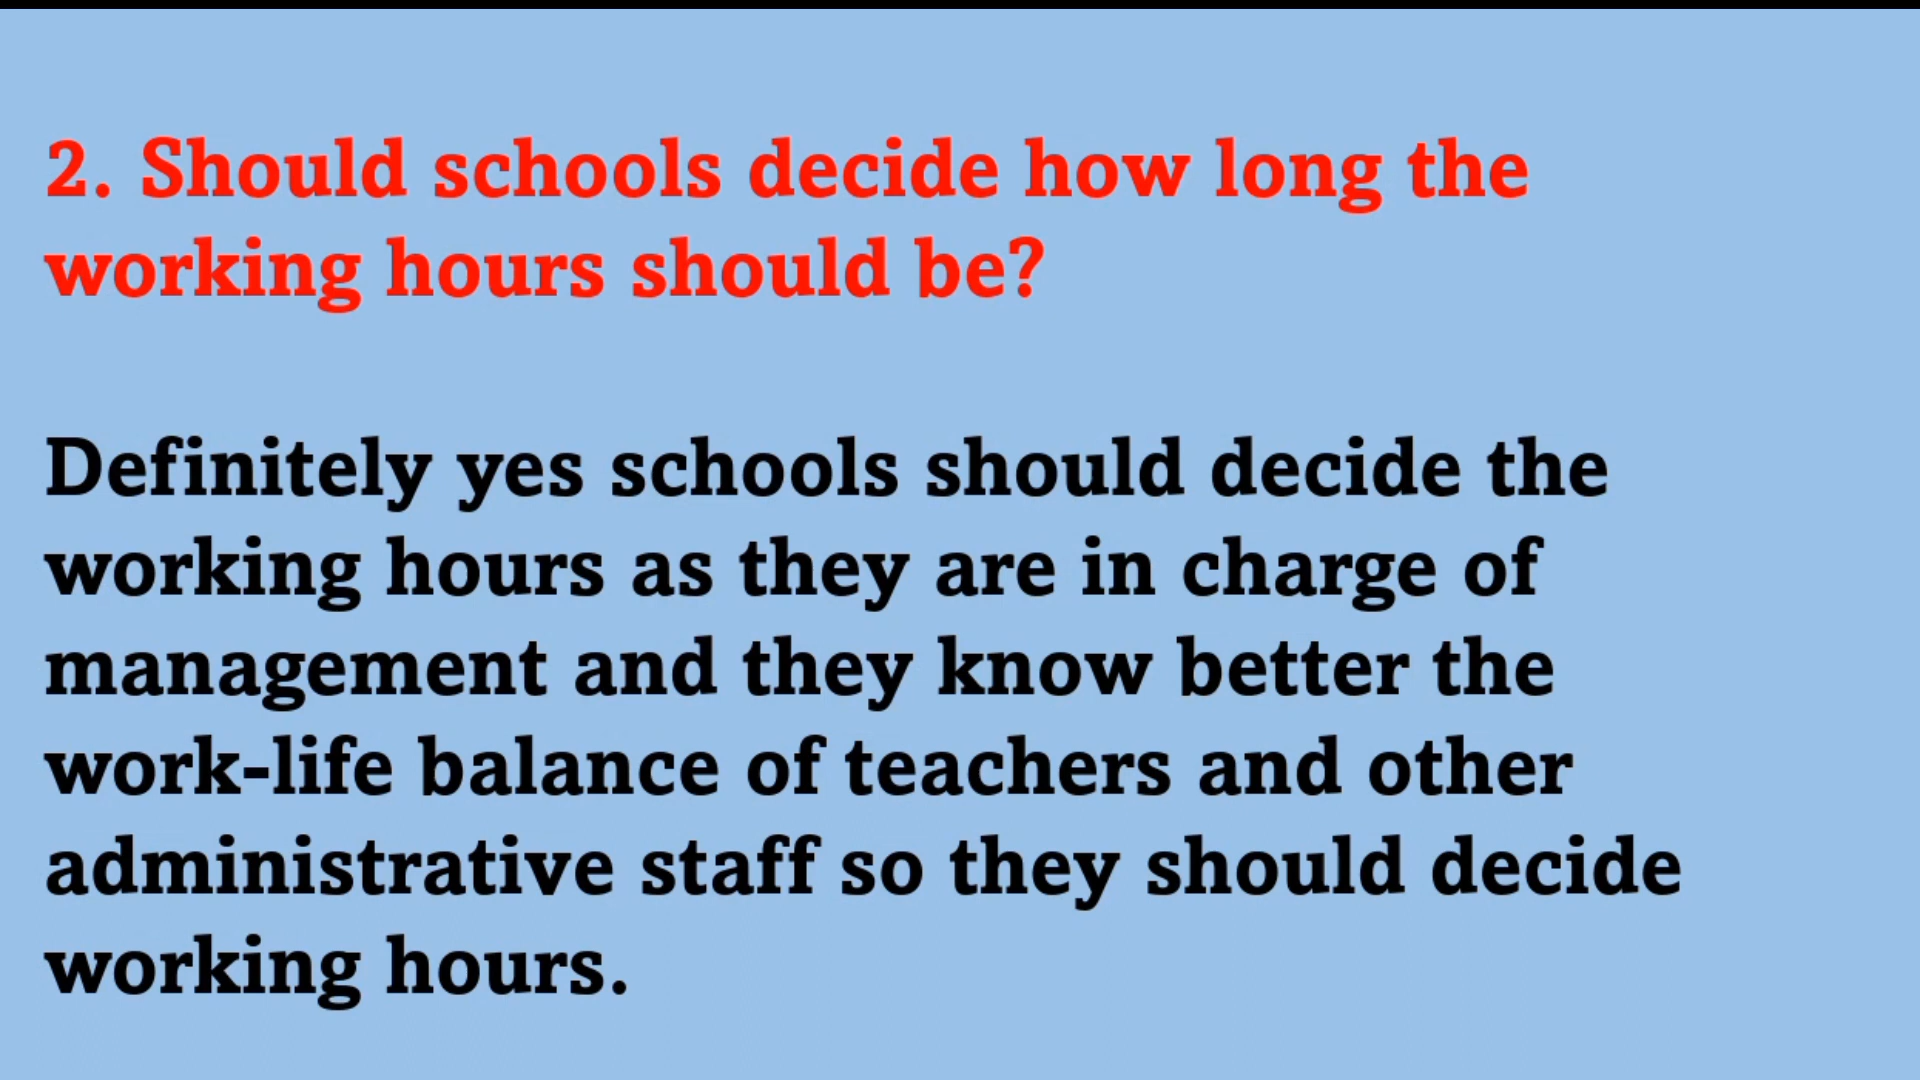 2. Should schools decide how long the
working hours should be?
Definitely yes schools should decide the
working hours as they are in charge of
management and they know better the
work-life balance of teachers and other
administrative staff so they should decide
working hours.